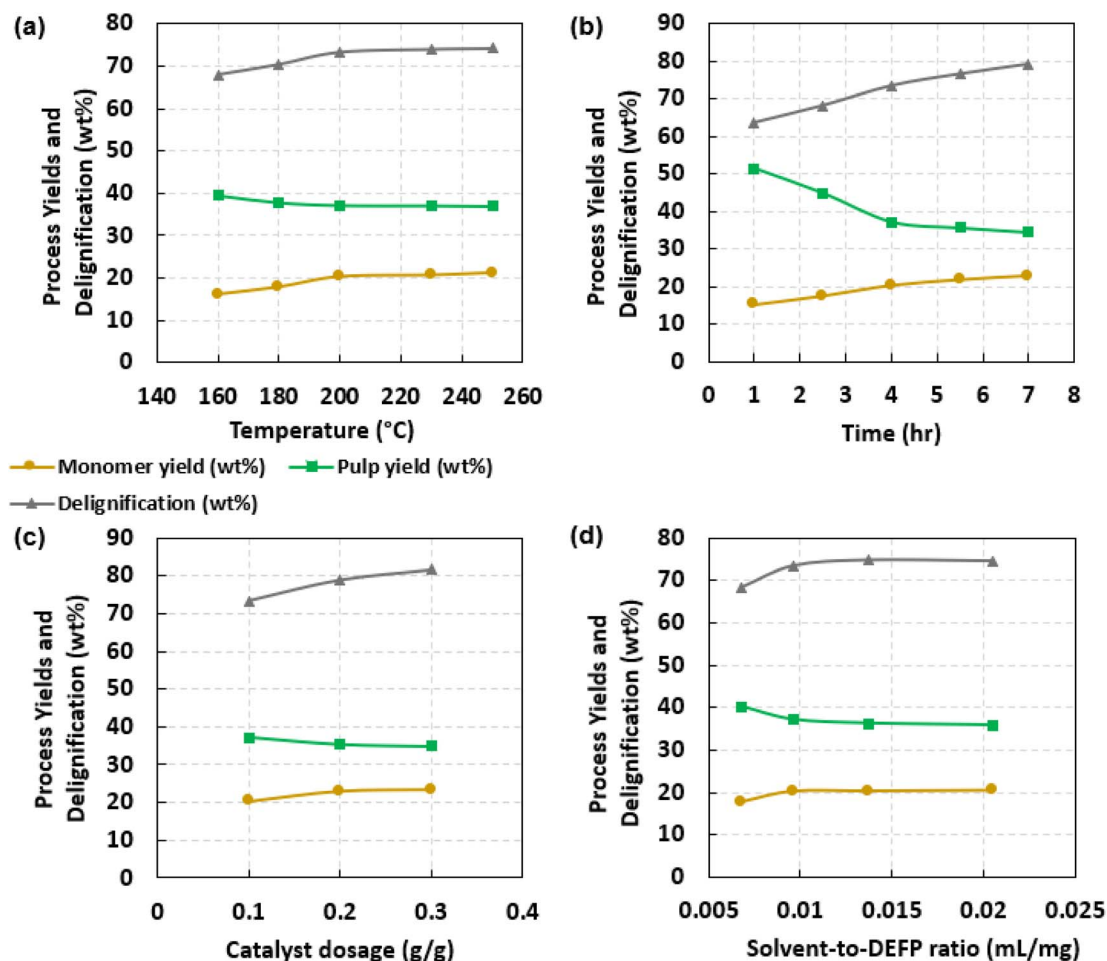 (a)
80
70
60
50
40
30
20
10
0
140 160 180 200 220 240 260
Temperature (°C)
Process Yields and
Delignification (wt%)
(b)
90
80
70
60
50
40
30
20
10
0
0 1 2 3 4 5 6 7 8
Time (hr)
Process Yields and
Delignification (wt%)
Monomer yield (wt%) Pulp yield (wt%)
Delignification (wt%)
(c)
90
80
70
60
50
40
30
20
10
0
0 0.1 0.2 0.3 0.4
Catalyst dosage (g/g)
Process Yields and
Delignification (wt%)
(d)
80
70
60
50
40
30
20
10
0
0.005 0.01 0.015 0.02 0.025
Solvent-to-DEFP ratio (mL/mg)
Process Yields and
Delignification (wt%)